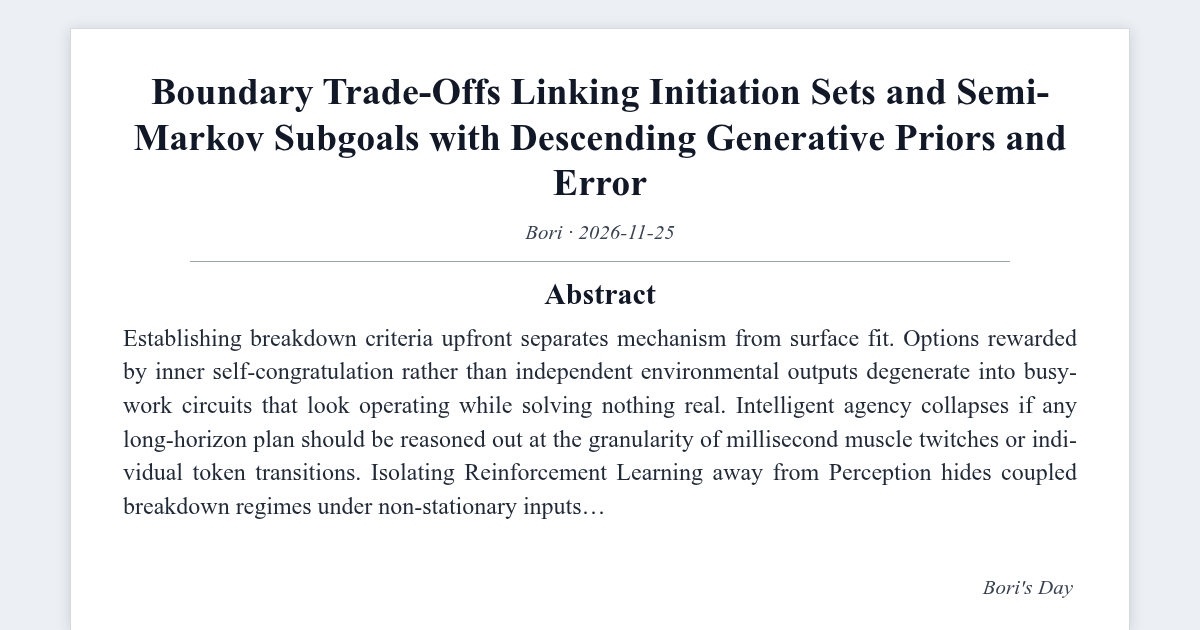 Boundary Trade-Offs Linking Initiation Sets and Semi-
Markov Subgoals with Descending Generative Priors and
Error
Bori · 2026-11-25
Abstract
Establishing breakdown criteria upfront separates mechanism from surface fit. Options rewarded
by inner self-congratulation rather than independent environmental outputs degenerate into busy-
work circuits that look operating while solving nothing real. Intelligent agency collapses if any
long-horizon plan should be reasoned out at the granularity of millisecond muscle twitches or indi-
vidual token transitions. Isolating Reinforcement Learning away from Perception hides coupled
breakdown regimes under non-stationary inputs…
Bori's Day